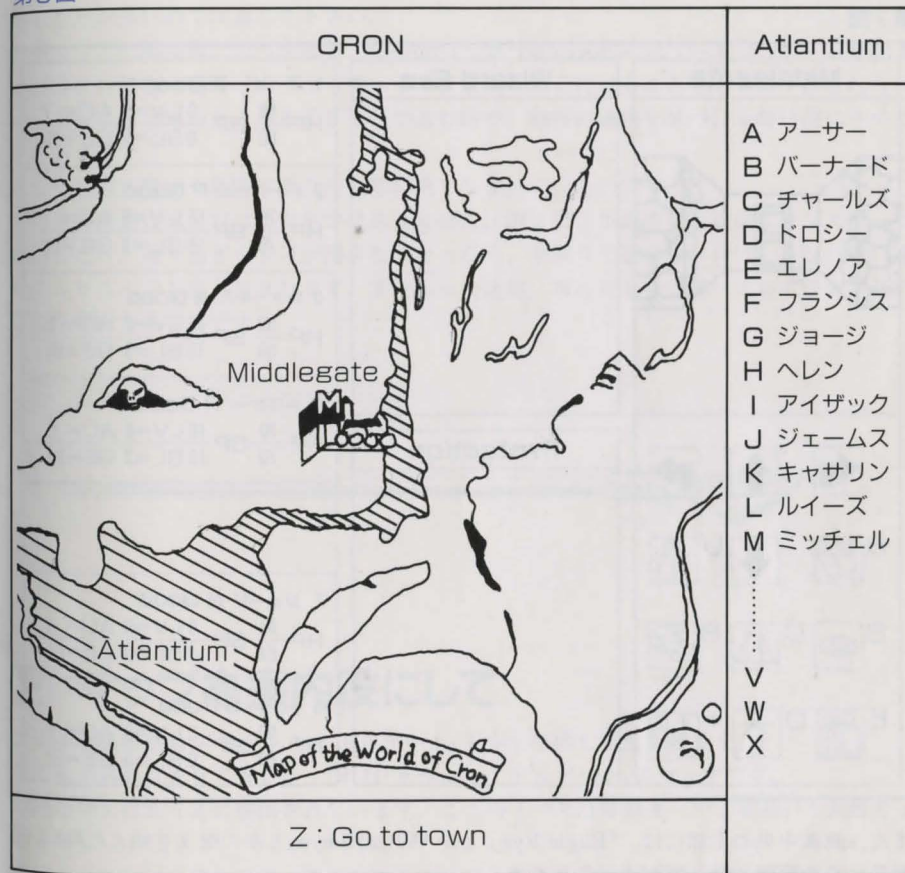 CRON
Atlantium
Middlegate
M
Atlantium
Map of the World of Cron
Z : Go to town
A アーサー
B バーナード
C チャールズ
D ドロシー
E エレノア
F フランシス
G ジョージ
H ヘレン
I アイザック
J ジェームス
K キャサリン
L ルイーズ
M ミッチェル
V
W
X